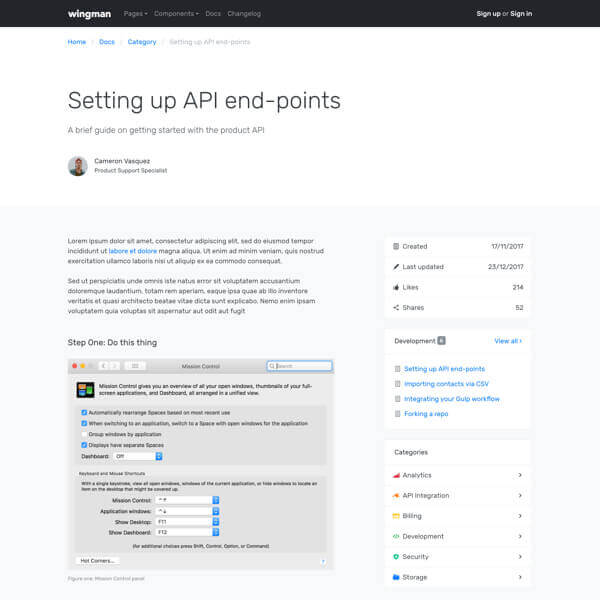 wingman Pages Components Docs Changelog Sign up or Sign in
Home / Docs / Category / Setting up API end-points
Setting up API end-points
A brief guide on getting started with the product API
Cameron Vasquez
Product Support Specialist
Lorem ipsum dolor sit amet, consectetur adipiscing elit, sed do eiusmod tempor
incididunt ut labore et dolore magna aliqua. Ut enim ad minim veniam, quis nostrud
exercitation ullamco laboris nisi ut aliquip ex ea commodo consequat.
Sed ut perspiciatis unde omnis iste natus error sit voluptatem accusantium
doloremque laudantium, totam rem aperiam, eaque ipsa quae ab illo inventore
veritatis et quasi architecto beatae vitae dicta sunt explicabo. Nemo enim ipsam
voluptatem quia voluptas sit aspernatur aut odit aut fugit
Step One: Do this thing
Mission Control
Search
Mission Control gives you an overview of all your open windows, thumbnails of your full-
screen applications, and Dashboard, all arranged in a unified view.
Automatically rearrange Spaces based on most recent use
When switching to an application, switch to a Space with open windows for the application
Group windows by application
Displays have separate Spaces
Dashboard: Off
Keyboard and Mouse Shortcuts
With a single keystroke, view all open windows, windows of the current application, or hide windows to locate
an item on the desktop that might be covered up.
Mission Control: ^↑
Application windows: ^↓
Show Desktop: F11
Show Dashboard: F12
(for additional choices press Shift, Control, Option, or Command)
Hot Corners... ?
Figure one: Mission Control panel
Created 17/11/2017
Last updated 23/12/2017
Likes 214
Shares 52
Development 6 View all ›
Setting up API end-points
Importing contacts via CSV
Integrating your Gulp workflow
Forking a repo
Categories
Analytics
API Integration
Billing
Development
Security
Storage